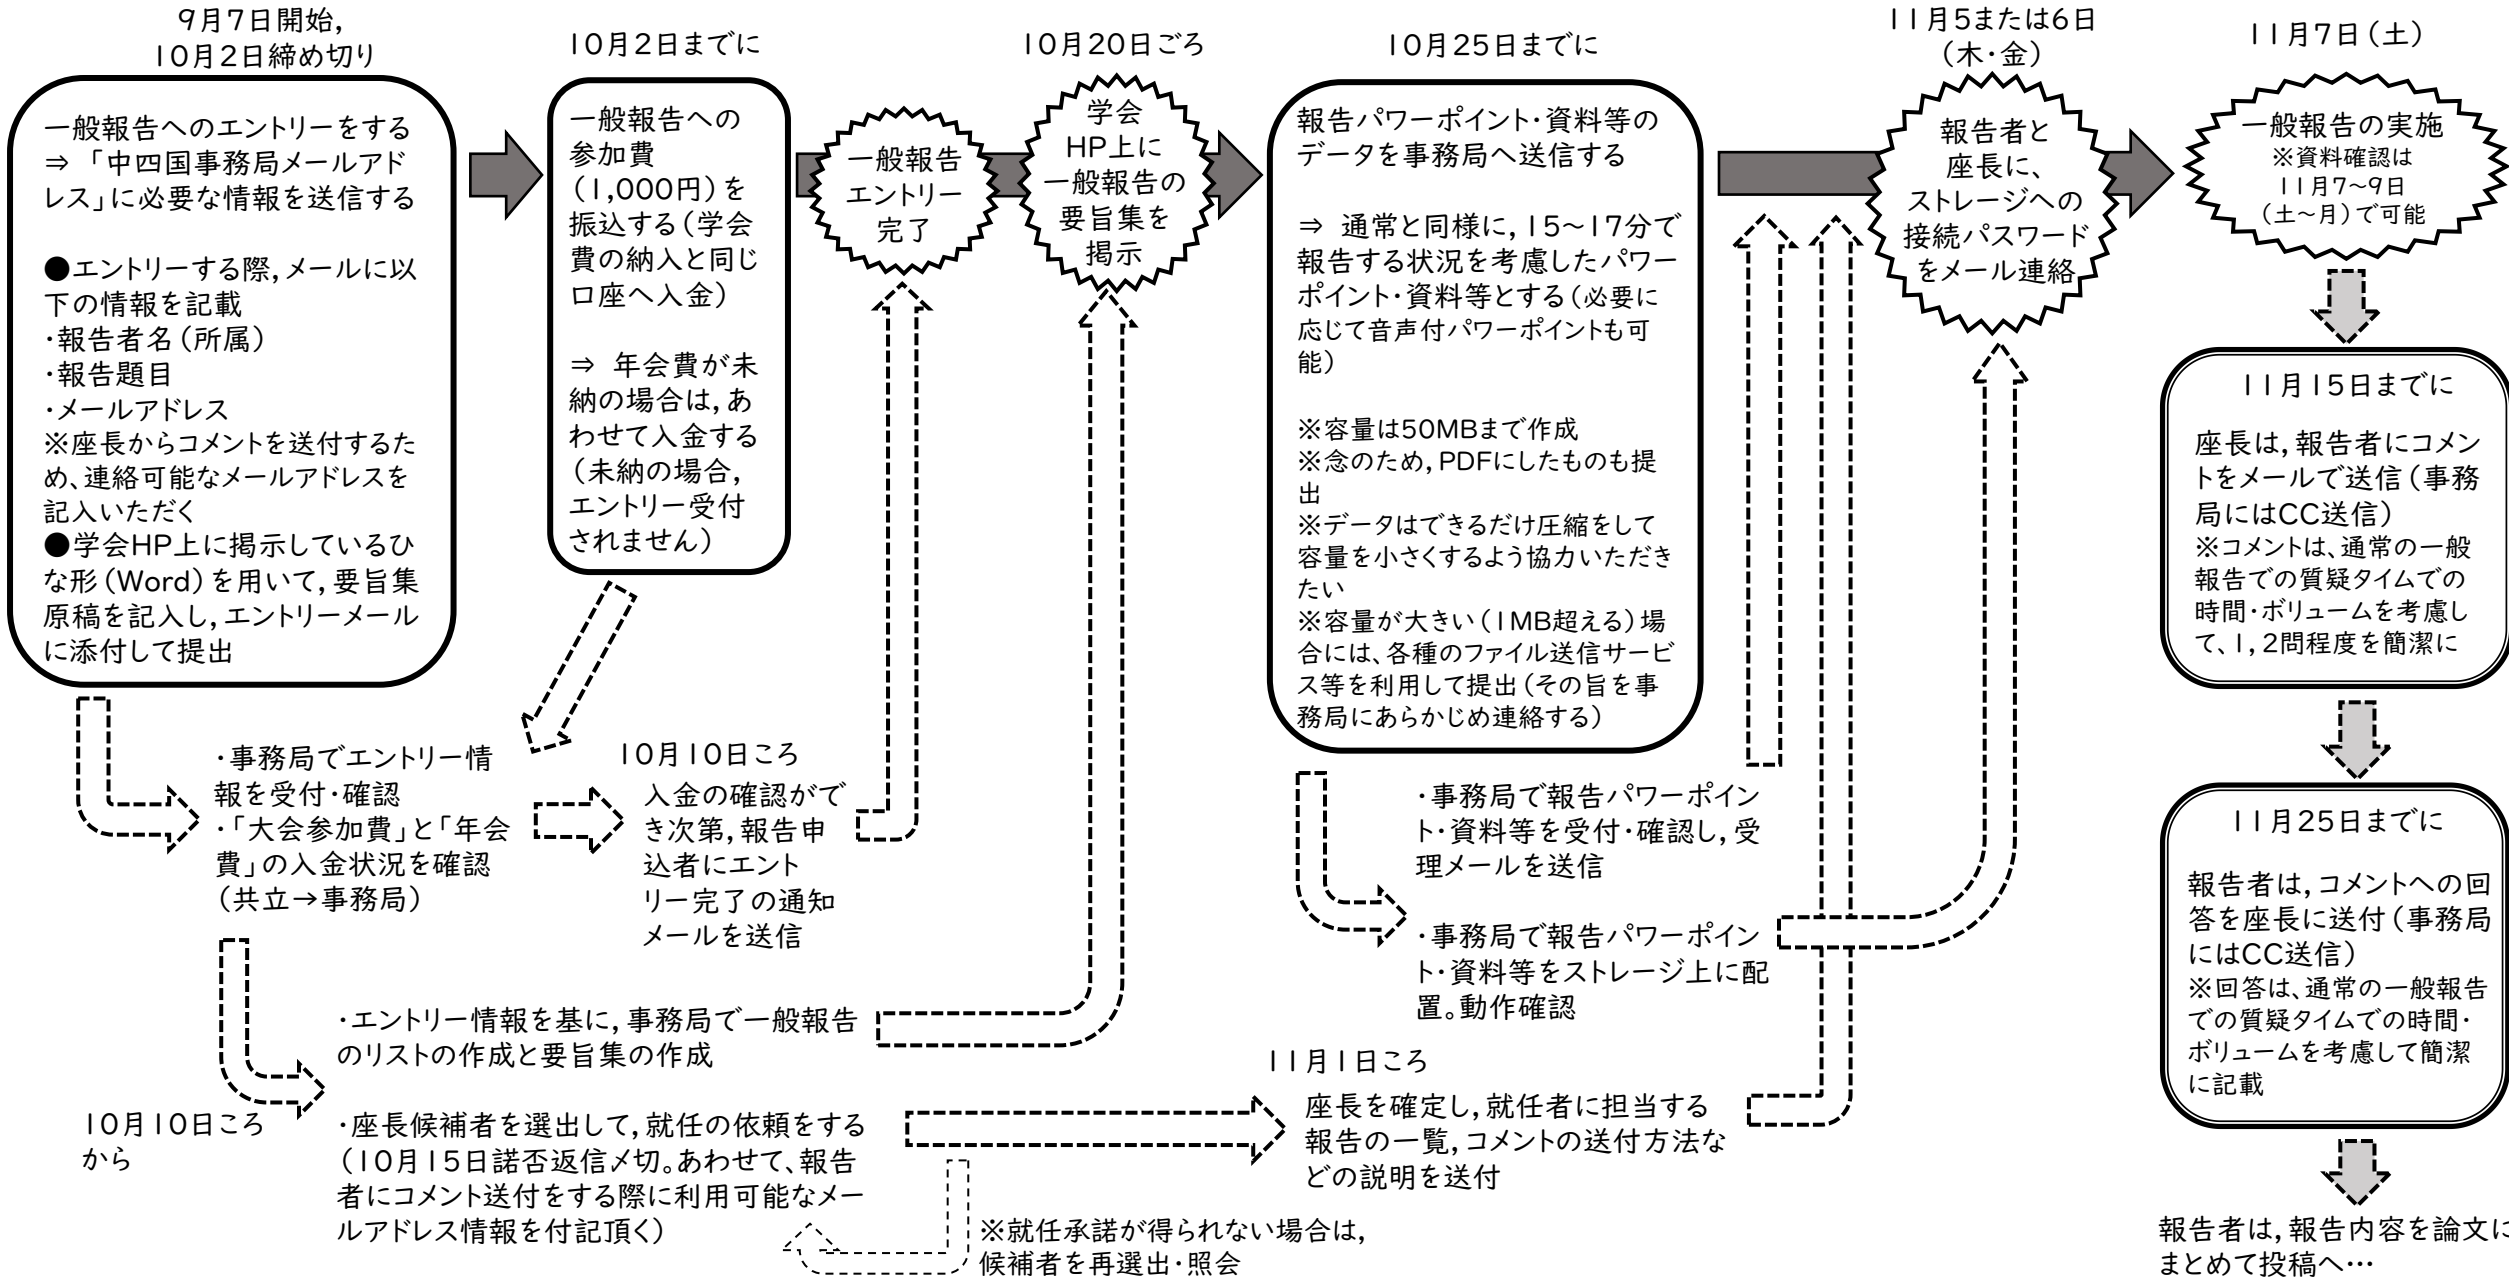 9月7日開始,
10月2日締め切り
一般報告へのエントリーをする
⇒「中四国事務局メールアド
レス」に必要な情報を送信する
●エントリーする際,メールに以
下の情報を記載
・報告者名(所属)
・報告題目
・メールアドレス
※座長からコメントを送付するた
め、連絡可能なメールアドレスを
記入いただく
●学会HP上に掲示しているひ
な形(Word)を用いて,要旨集
原稿を記入し,エントリーメール
に添付して提出
10月2日までに
一般報告への
参加費
(1,000円)を
振込する(学会
費の納入と同じ
口座へ入金)
⇒ 年会費が未
納の場合は,あ
わせて入金する
(未納の場合,
エントリー受付
されません)
一般報告
エントリー
完了
10月20日ごろ
学会
HP上に
一般報告の
要旨集を
掲示
10月25日までに
報告パワーポイント・資料等の
データを事務局へ送信する
⇒ 通常と同様に,15~17分で
報告する状況を考慮したパワー
ポイント・資料等とする(必要に
応じて音声付パワーポイントも可
能)
※容量は50MBまで作成
※念のため,PDFにしたものも提
出
※データはできるだけ圧縮をして
容量を小さくするよう協力いただき
たい
※容量が大きい(1MB超える)場
合には、各種のファイル送信サービ
ス等を利用して提出(その旨を事
務局にあらかじめ連絡する)
11月5または6日
(木・金)
報告者と
座長に、
ストレージへの
接続パスワード
をメール連絡
11月7日(土)
一般報告の実施
※資料確認は
11月7~9日
(土~月)で可能
11月15日までに
座長は,報告者にコメン
トをメールで送信(事務
局にはCC送信)
※コメントは、通常の一般
報告での質疑タイムでの
時間・ボリュームを考慮し
て、1,2問程度を簡潔に
11月25日までに
報告者は,コメントへの回
答を座長に送付(事務局
にはCC送信)
※回答は、通常の一般報告
での質疑タイムでの時間・
ボリュームを考慮して簡潔
に記載
報告者は,報告内容を論文に
まとめて投稿へ…
・事務局でエントリー情
報を受付・確認
・「大会参加費」と「年会
費」の入金状況を確認
(共立→事務局)
10月10日ころ
入金の確認がで
き次第,報告申
込者にエント
リー完了の通知
メールを送信
・事務局で報告パワーポイン
ト・資料等を受付・確認し,受
理メールを送信
・事務局で報告パワーポイン
ト・資料等をストレージ上に配
置。動作確認
10月10日ころ
から
・エントリー情報を基に,事務局で一般報告
のリストの作成と要旨集の作成
・座長候補者を選出して,就任の依頼をする
(10月15日諾否返信〆切。あわせて、報告
者にコメント送付をする際に利用可能なメー
ルアドレス情報を付記頂く)
※就任承諾が得られない場合は,
候補者を再選出・照会
11月1日ころ
座長を確定し,就任者に担当する
報告の一覧,コメントの送付方法な
どの説明を送付